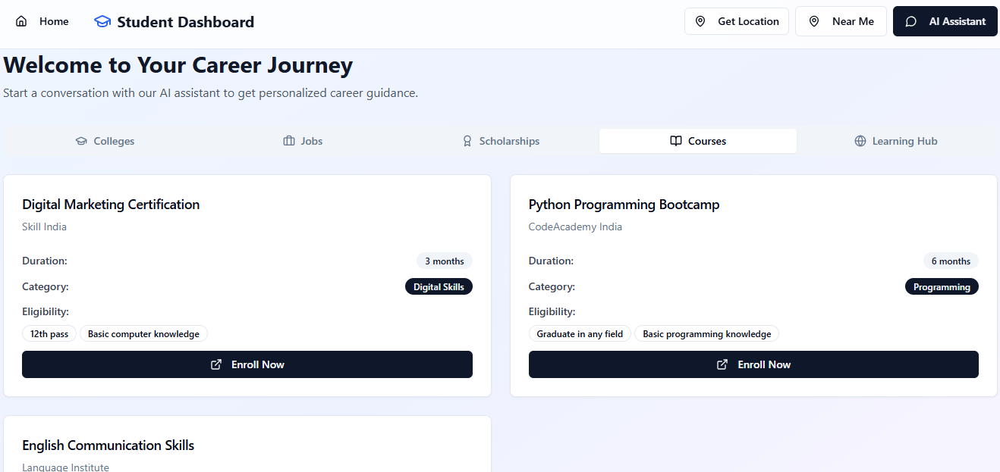 Home
Student Dashboard
Get Location
Near Me
AI Assistant
Welcome to Your Career Journey
Start a conversation with our AI assistant to get personalized career guidance.
Colleges
Jobs
Scholarships
Courses
Learning Hub
Digital Marketing Certification
Skill India
Duration:
3 months
Category:
Digital Skills
Eligibility:
12th pass
Basic computer knowledge
Enroll Now
Python Programming Bootcamp
CodeAcademy India
Duration:
6 months
Category:
Programming
Eligibility:
Graduate in any field
Basic programming knowledge
Enroll Now
English Communication Skills
Language Institute